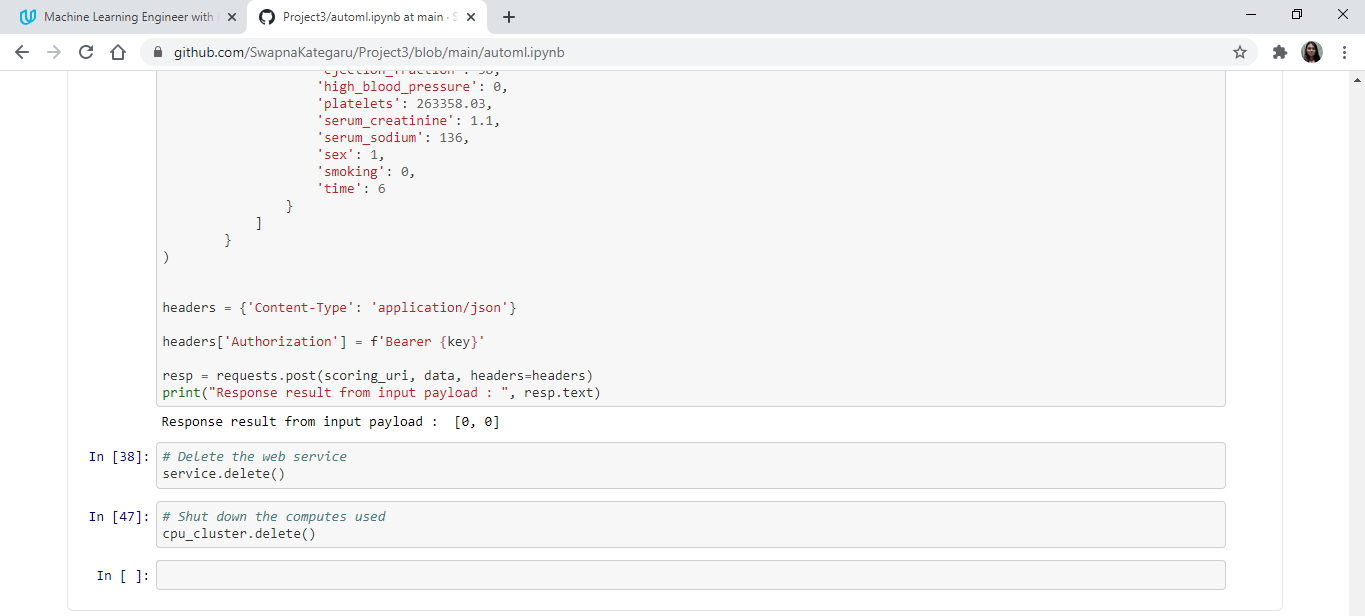 Machine Learning Engineer with
Project3/automl.ipynb at main · S
github.com/SwapnaKategaru/Project3/blob/main/automl.ipynb
'ejection_fraction': 38,
'high_blood_pressure': 0,
'platelets': 263358.03,
'serum_creatinine': 1.1,
'serum_sodium': 136,
'sex': 1,
'smoking': 0,
'time': 6
}
]
}
)
headers = {'Content-Type': 'application/json'}
headers['Authorization'] = f'Bearer {key}'
resp = requests.post(scoring_uri, data, headers=headers)
print("Response result from input payload : ", resp.text)
Response result from input payload :  [0, 0]
In [38]: # Delete the web service
service.delete()
In [47]: # Shut down the computes used
cpu_cluster.delete()
In [ ]: